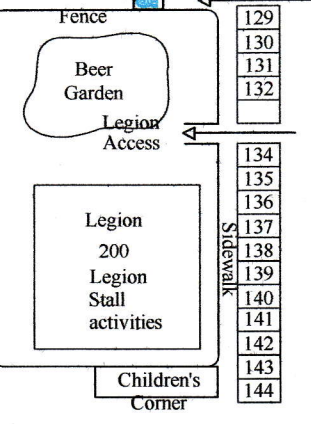 Fence
Beer
Garden
Legion
Access
Legion
200
Legion
Stall
activities
Children's
Corner
Sidewalk
129
130
131
132
134
135
136
137
138
139
140
141
142
143
144